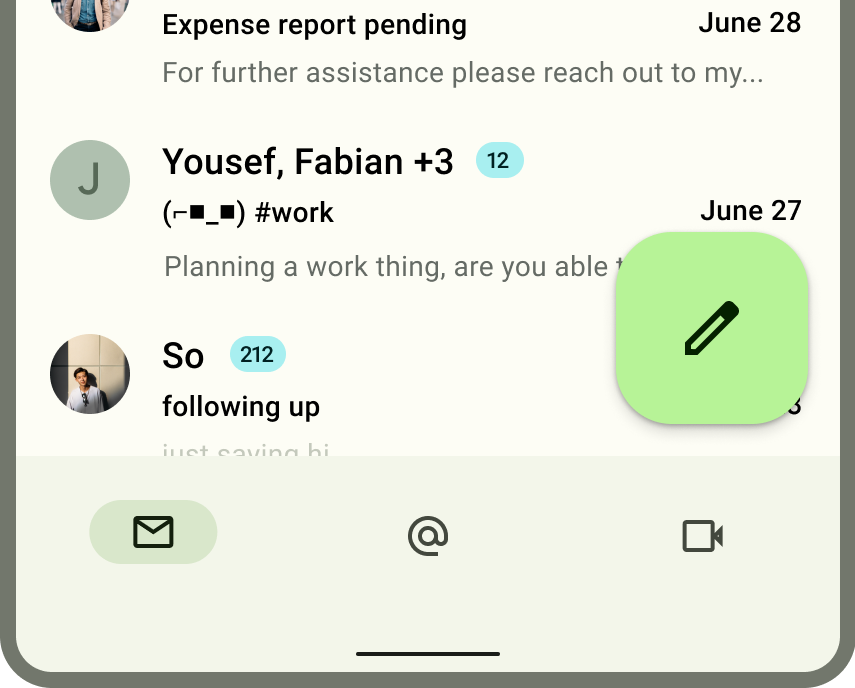 Expense report pending June 28
For further assistance please reach out to my...
J
Yousef, Fabian +3 12
(⌐■_■) #work June 27
Planning a work thing, are you able
So 212
following up 3
just saying hi